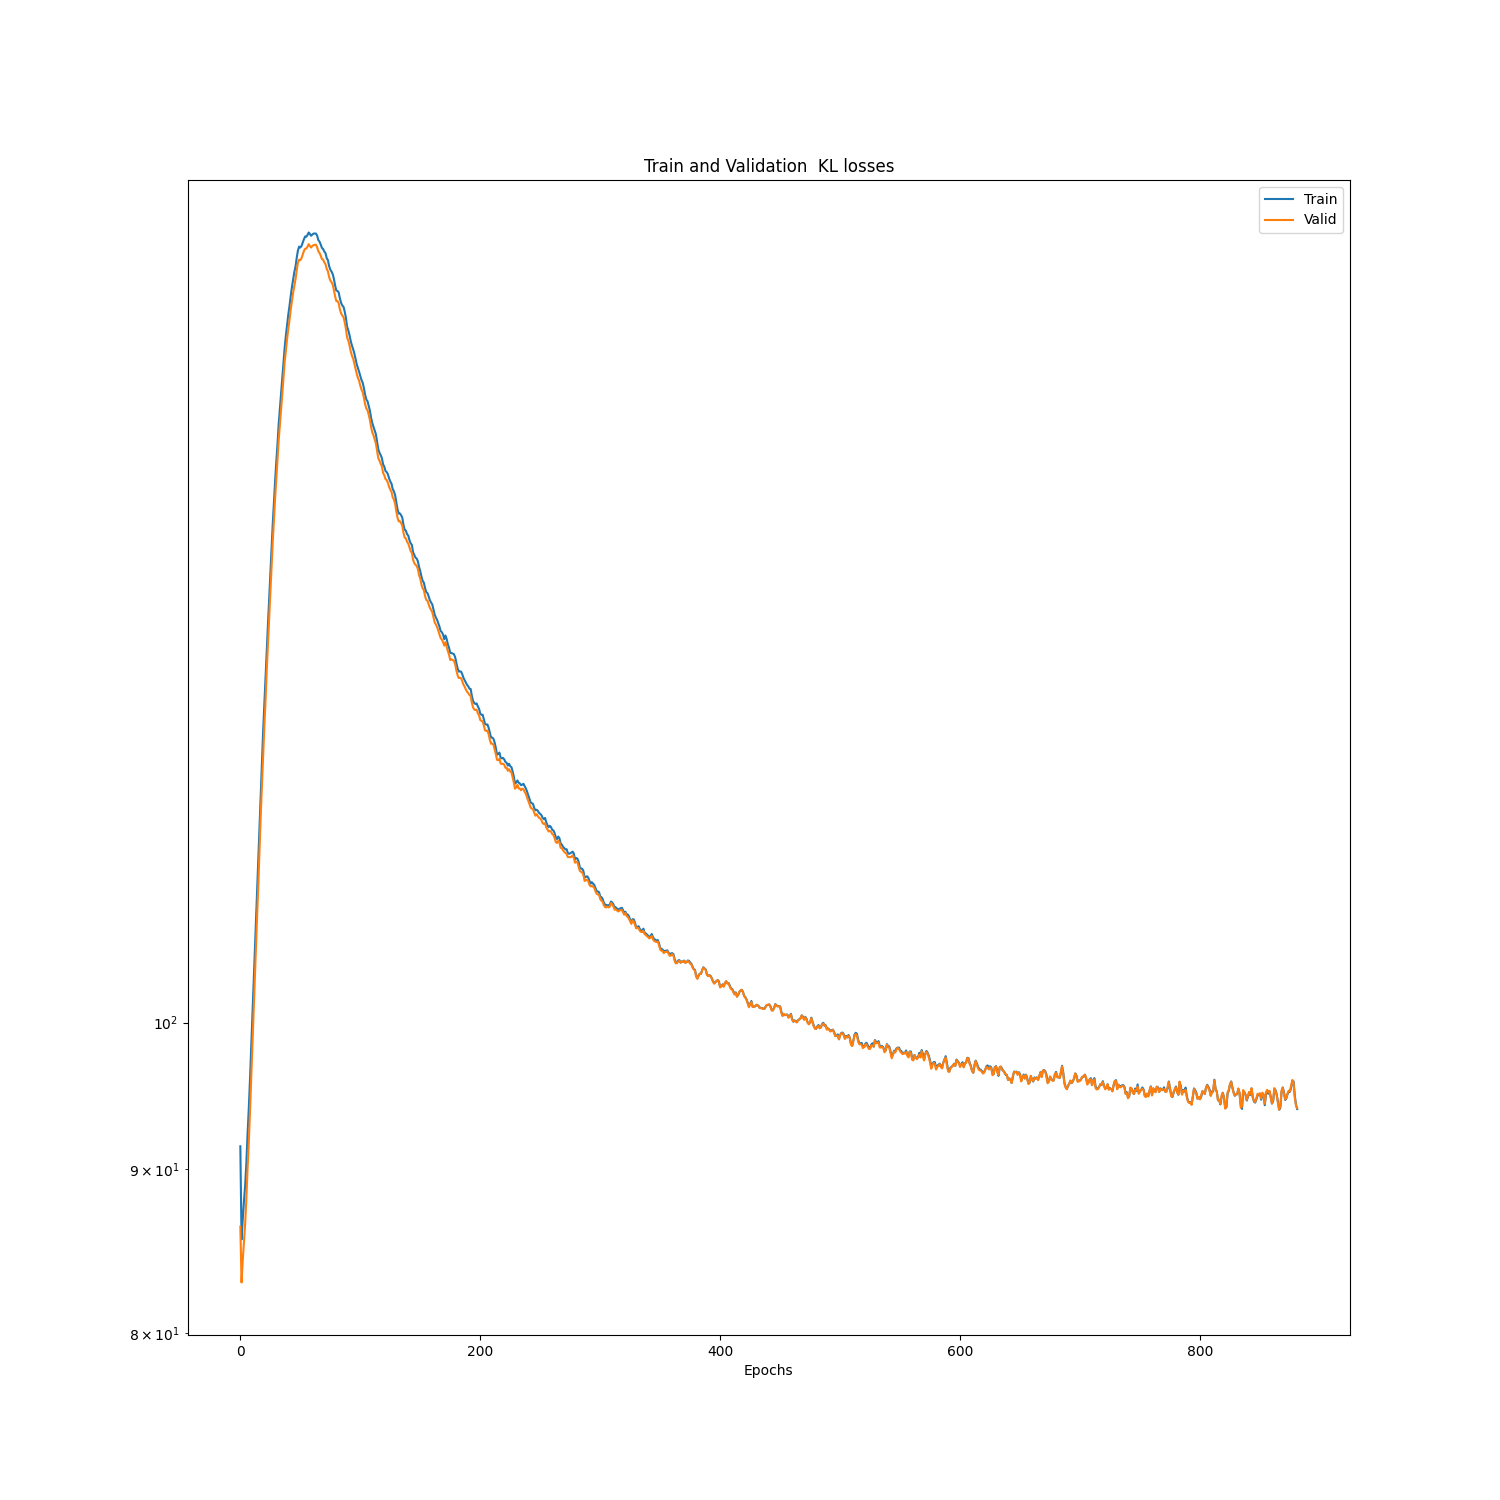 Train and Validation  KL losses
Train
Valid
10²
9 × 10¹
8 × 10¹
0 200 400 600 800
Epochs